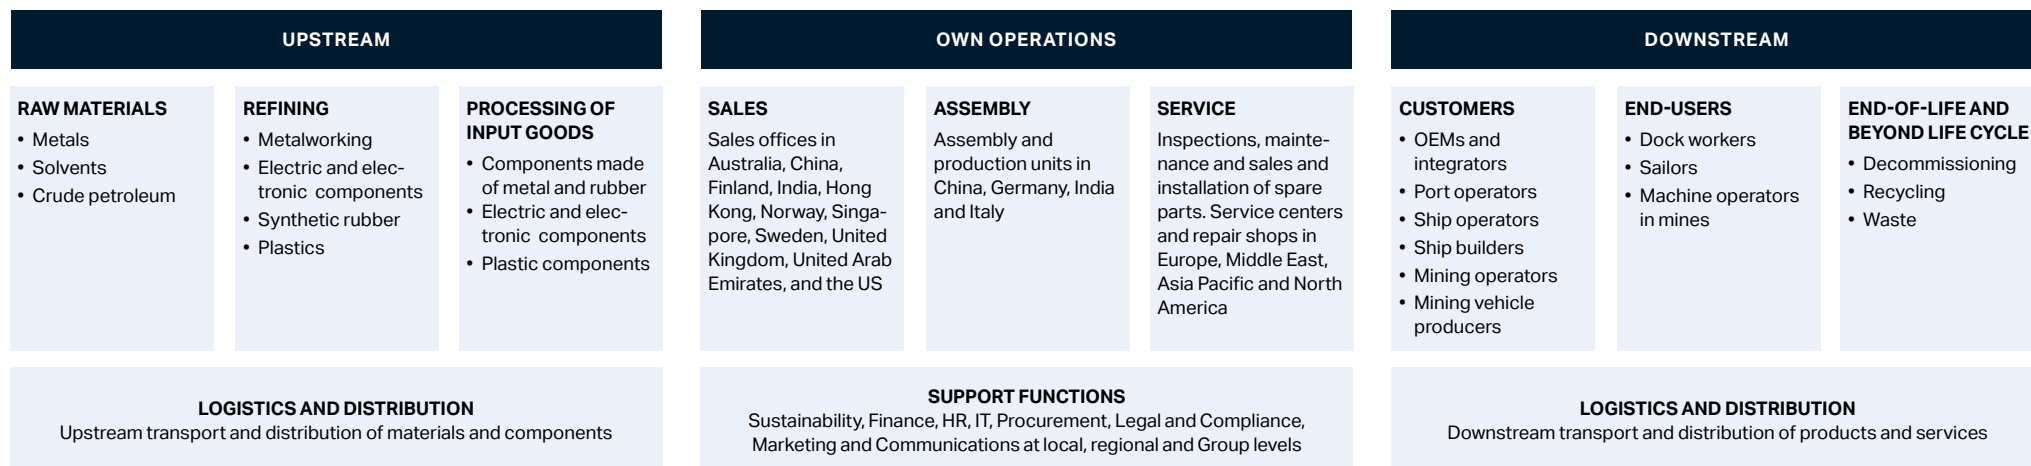 UPSTREAM
RAW MATERIALS
• Metals
• Solvents
• Crude petroleum
REFINING
• Metalworking
• Electric and elec-
tronic components
• Synthetic rubber
• Plastics
PROCESSING OF
INPUT GOODS
• Components made
of metal and rubber
• Electric and elec-
tronic components
• Plastic components
LOGISTICS AND DISTRIBUTION
Upstream transport and distribution of materials and components
OWN OPERATIONS
SALES
Sales offices in
Australia, China,
Finland, India, Hong
Kong, Norway, Singa-
pore, Sweden, United
Kingdom, United Arab
Emirates, and the US
ASSEMBLY
Assembly and
production units in
China, Germany, India
and Italy
SERVICE
Inspections, mainte-
nance and sales and
installation of spare
parts. Service centers
and repair shops in
Europe, Middle East,
Asia Pacific and North
America
SUPPORT FUNCTIONS
Sustainability, Finance, HR, IT, Procurement, Legal and Compliance,
Marketing and Communications at local, regional and Group levels
DOWNSTREAM
CUSTOMERS
• OEMs and
integrators
• Port operators
• Ship operators
• Ship builders
• Mining operators
• Mining vehicle
producers
END-USERS
• Dock workers
• Sailors
• Machine operators
in mines
END-OF-LIFE AND
BEYOND LIFE CYCLE
• Decommissioning
• Recycling
• Waste
LOGISTICS AND DISTRIBUTION
Downstream transport and distribution of products and services